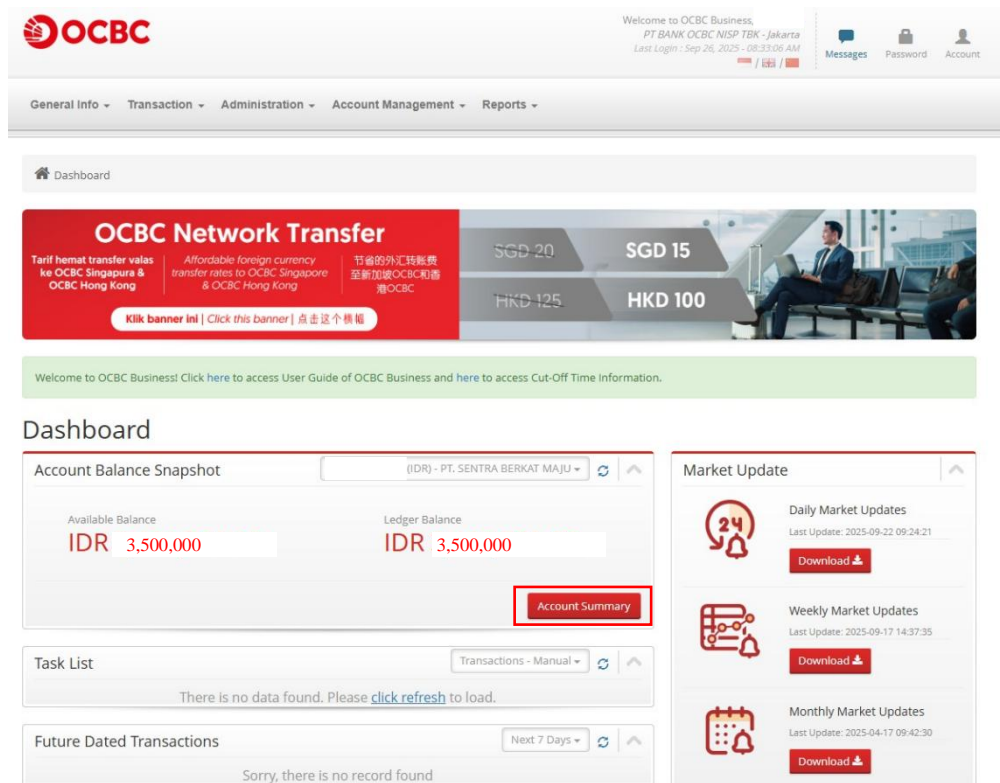 OCBC
Welcome to OCBC Business,
PT BANK OCBC NISP TBK - Jakarta
Last Login : Sep 26, 2025 - 08:33:06 AM
/ /
Messages Password Account
General Info Transaction Administration Account Management Reports
Dashboard
OCBC Network Transfer
Tarif hemat transfer valas
ke OCBC Singapura &
OCBC Hong Kong
Affordable foreign currency
transfer rates to OCBC Singapore
& OCBC Hong Kong
节省的外汇转账费
至新加坡OCBC和香
港OCBC
Klik banner ini | Click this banner | 点击这个横幅
SGD 20 SGD 15
HKD 125 HKD 100
Welcome to OCBC Business! Click here to access User Guide of OCBC Business and here to access Cut-Off Time Information.
Dashboard
Account Balance Snapshot (IDR) - PT. SENTRA BERKAT MAJU
Available Balance Ledger Balance
IDR 3,500,000 IDR 3,500,000
Account Summary
Task List Transactions - Manual
There is no data found. Please click refresh to load.
Future Dated Transactions Next 7 Days
Sorry, there is no record found
Market Update
24
Daily Market Updates
Last Update: 2025-09-22 09:24:21
Download
Weekly Market Updates
Last Update: 2025-09-17 14:37:35
Download
Monthly Market Updates
Last Update: 2025-04-17 09:42:30
Download